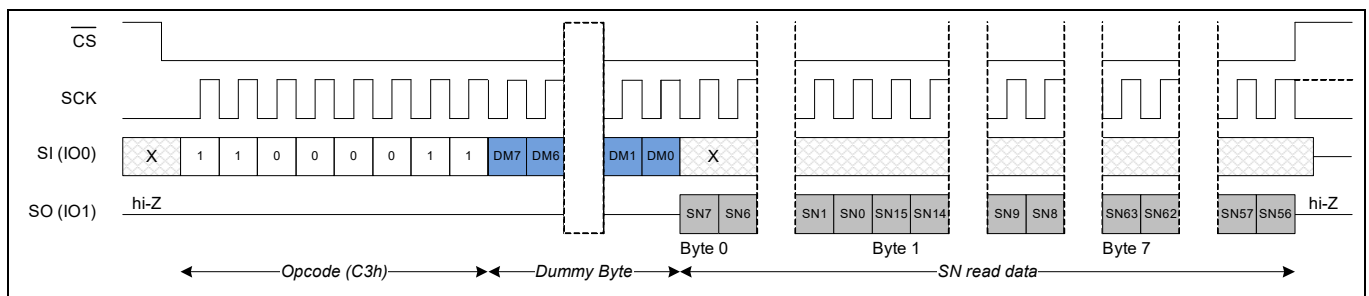 CS
SCK
SI (IO0) X 1 1 0 0 0 0 1 1 DM7 DM6 DM1 DM0 X
SO (IO1) hi-Z SN7 SN6 SN1 SN0 SN15 SN14 SN9 SN8 SN63 SN62 SN57 SN56 hi-Z
Byte 0 Byte 1 Byte 7
Opcode (C3h) Dummy Byte SN read data